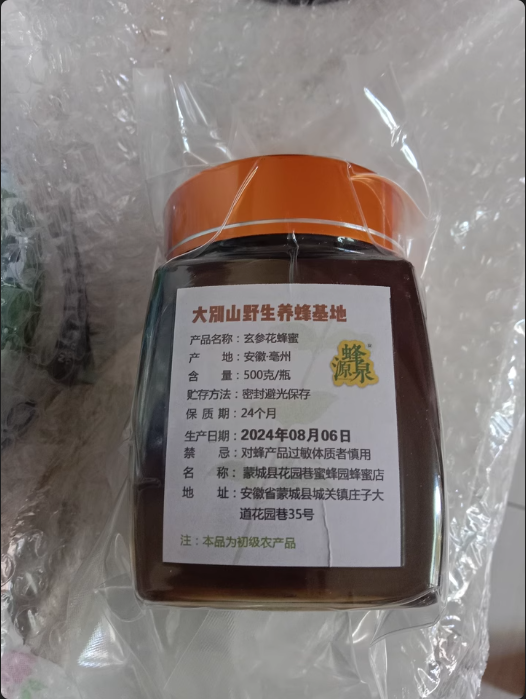 大别山野生养蜂基地
产品名称：玄参花蜂蜜
产 地：安徽·亳州
含 量：500克/瓶
贮存方法：密封避光保存
保 质 期：24个月
生产日期：2024年08月06日
禁 忌：对蜂产品过敏体质者慎用
名 称：蒙城县花园巷蜜蜂园蜂蜜店
地 址：安徽省蒙城县城关镇庄子大
道花园巷35号
注：本品为初级农产品
蜂
源泉